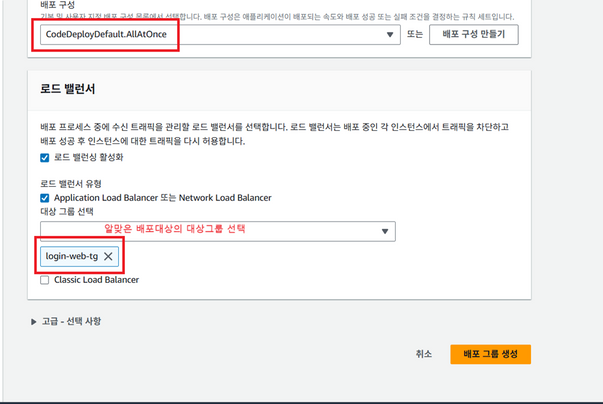 배포 구성
기본 및 사용자 지정 배포 구성 목록에서 선택합니다. 배포 구성은 애플리케이션이 배포되는 속도와 배포 성공 또는 실패 조건을 결정하는 규칙 세트입니다.
CodeDeployDefault.AllAtOnce 또는 배포 구성 만들기
로드 밸런서
배포 프로세스 중에 수신 트래픽을 관리할 로드 밸런서를 선택합니다. 로드 밸런서는 배포 중인 각 인스턴스에서 트래픽을 차단하고
배포 성공 후 인스턴스에 대한 트래픽을 다시 허용합니다.
로드 밸런싱 활성화
로드 밸런서 유형
Application Load Balancer 또는 Network Load Balancer
대상 그룹 선택
알맞은 배포대상의 대상그룹 선택
login-web-tg
Classic Load Balancer
고급 - 선택 사항
취소 배포 그룹 생성